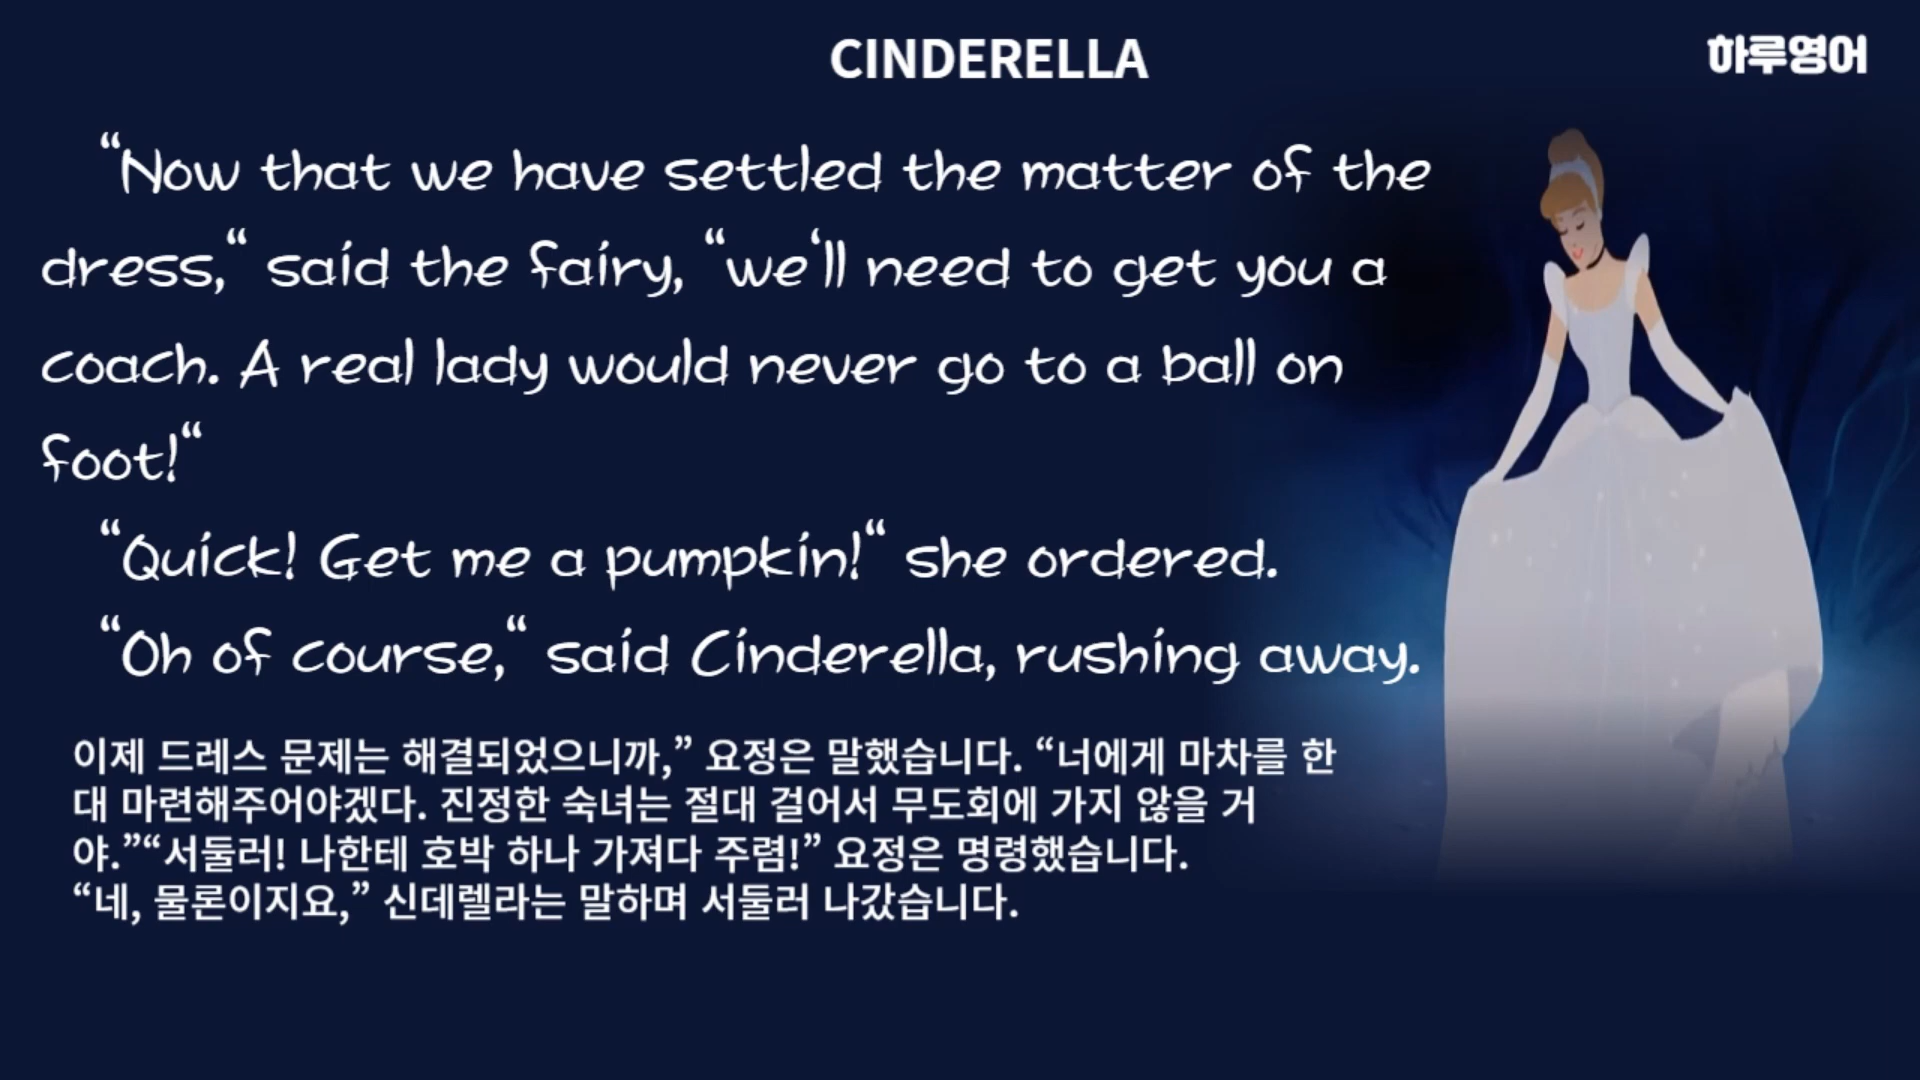 CINDERELLA
하루영어
“Now that we have settled the matter of the
dress,“ said the fairy, “we‘ll need to get you a
coach. A real lady would never go to a ball on
foot!“
“Quick! Get me a pumpkin!“ she ordered.
“Oh of course,“ said Cinderella, rushing away.
이제 드레스 문제는 해결되었으니까,” 요정은 말했습니다. “너에게 마차를 한
대 마련해주어야겠다. 진정한 숙녀는 절대 걸어서 무도회에 가지 않을 거
야.”“서둘러! 나한테 호박 하나 가져다 주렴!” 요정은 명령했습니다.
“네, 물론이지요,” 신데렐라는 말하며 서둘러 나갔습니다.